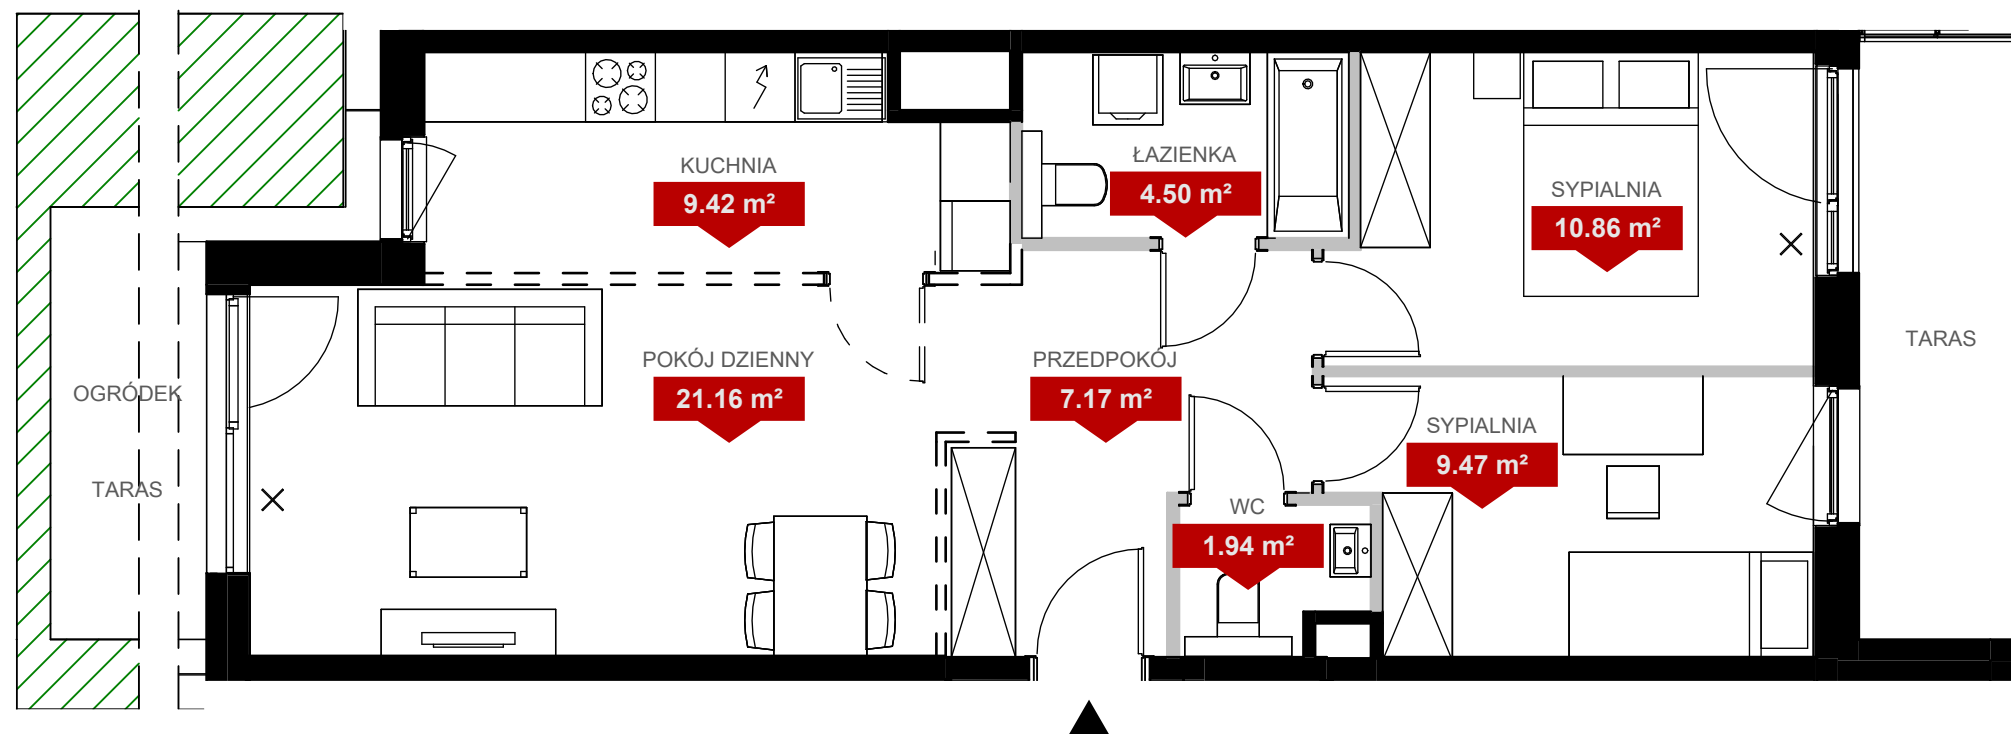 KUCHNIA
9.42 m²
ŁAZIENKA
4.50 m²
SYPIALNIA
10.86 m²
OGRÓDEK
TARAS
POKÓJ DZIENNY
21.16 m²
PRZEDPOKÓJ
7.17 m²
SYPIALNIA
9.47 m²
WC
1.94 m²
TARAS